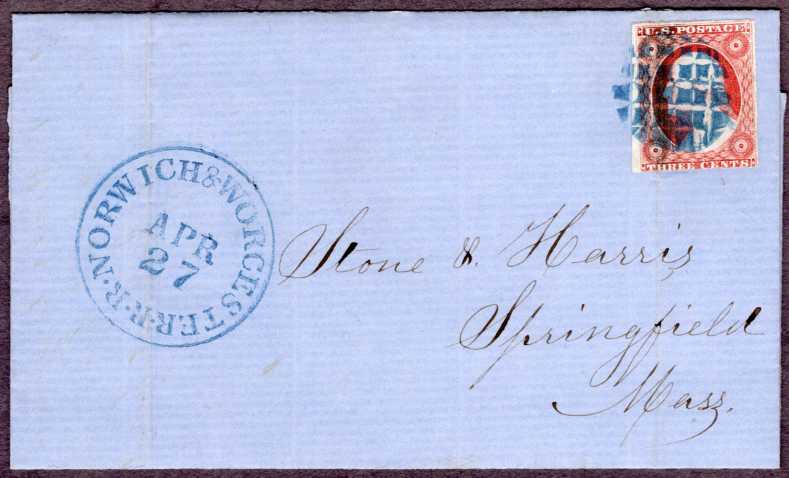 U.S. POSTAGE
THREE CENTS
NORWICH & WORCESTER.R.R.
APR
27
Stone & Harris
Springfield
Mass.